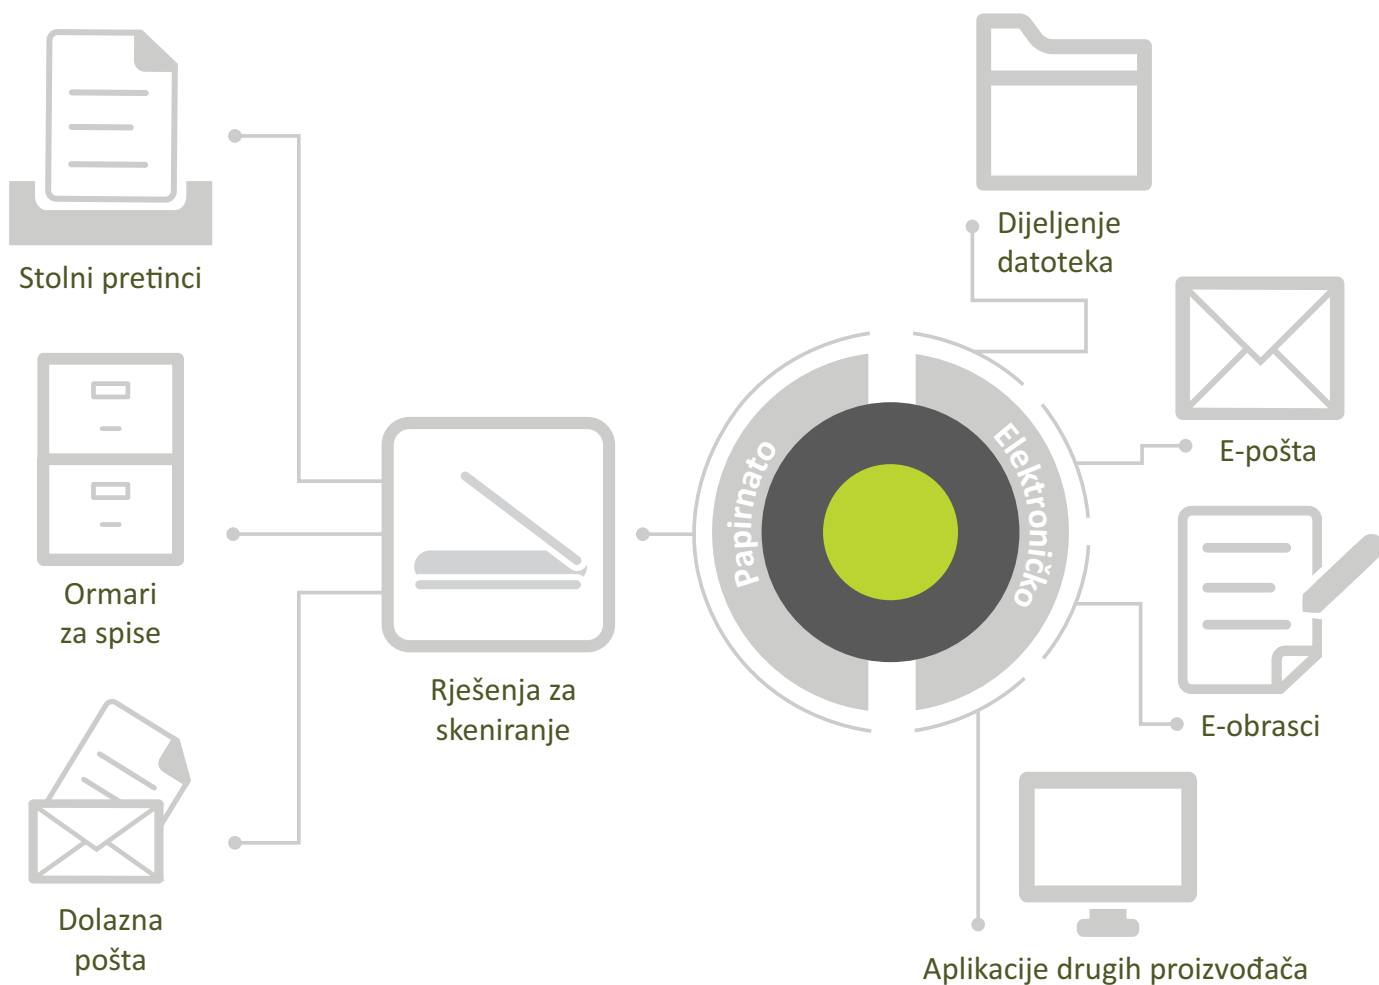 Stolni pretinci
Ormari
za spise
Dolazna
pošta
Rješenja za
skeniranje
Papirnato
Elektroničko
Dijeljenje
datoteka
E-pošta
E-obrasci
Aplikacije drugih proizvođača